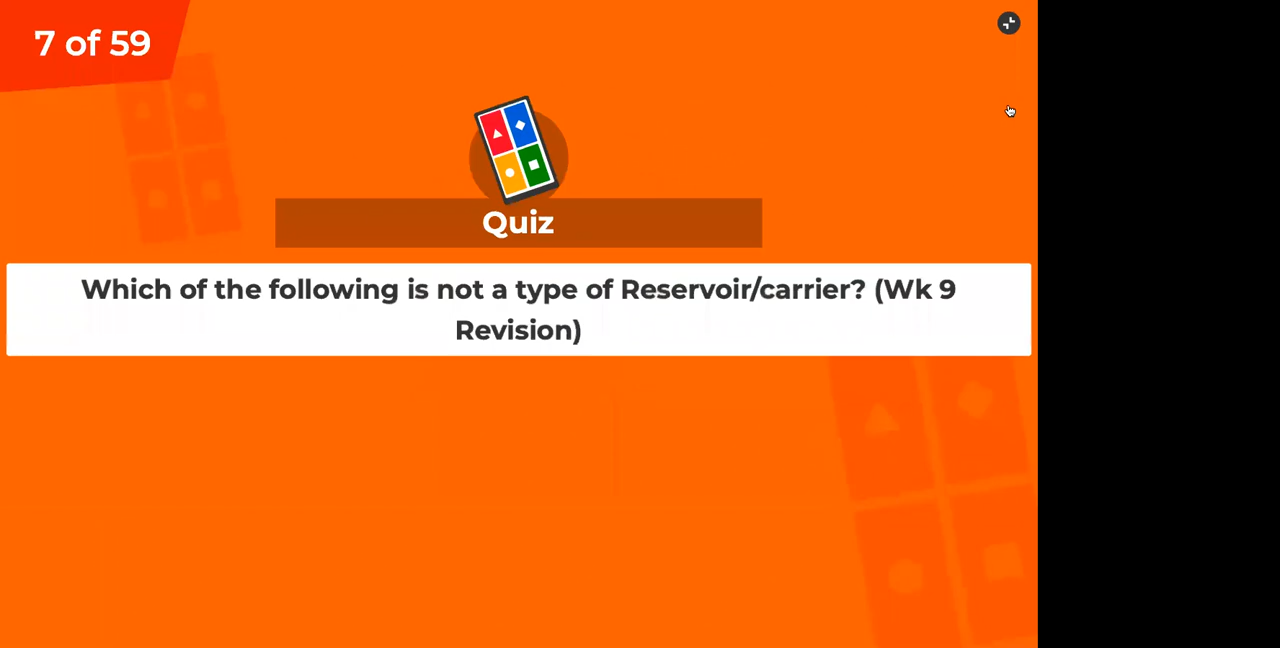 7 of 59
Quiz
Which of the following is not a type of Reservoir/carrier? (Wk 9
Revision)